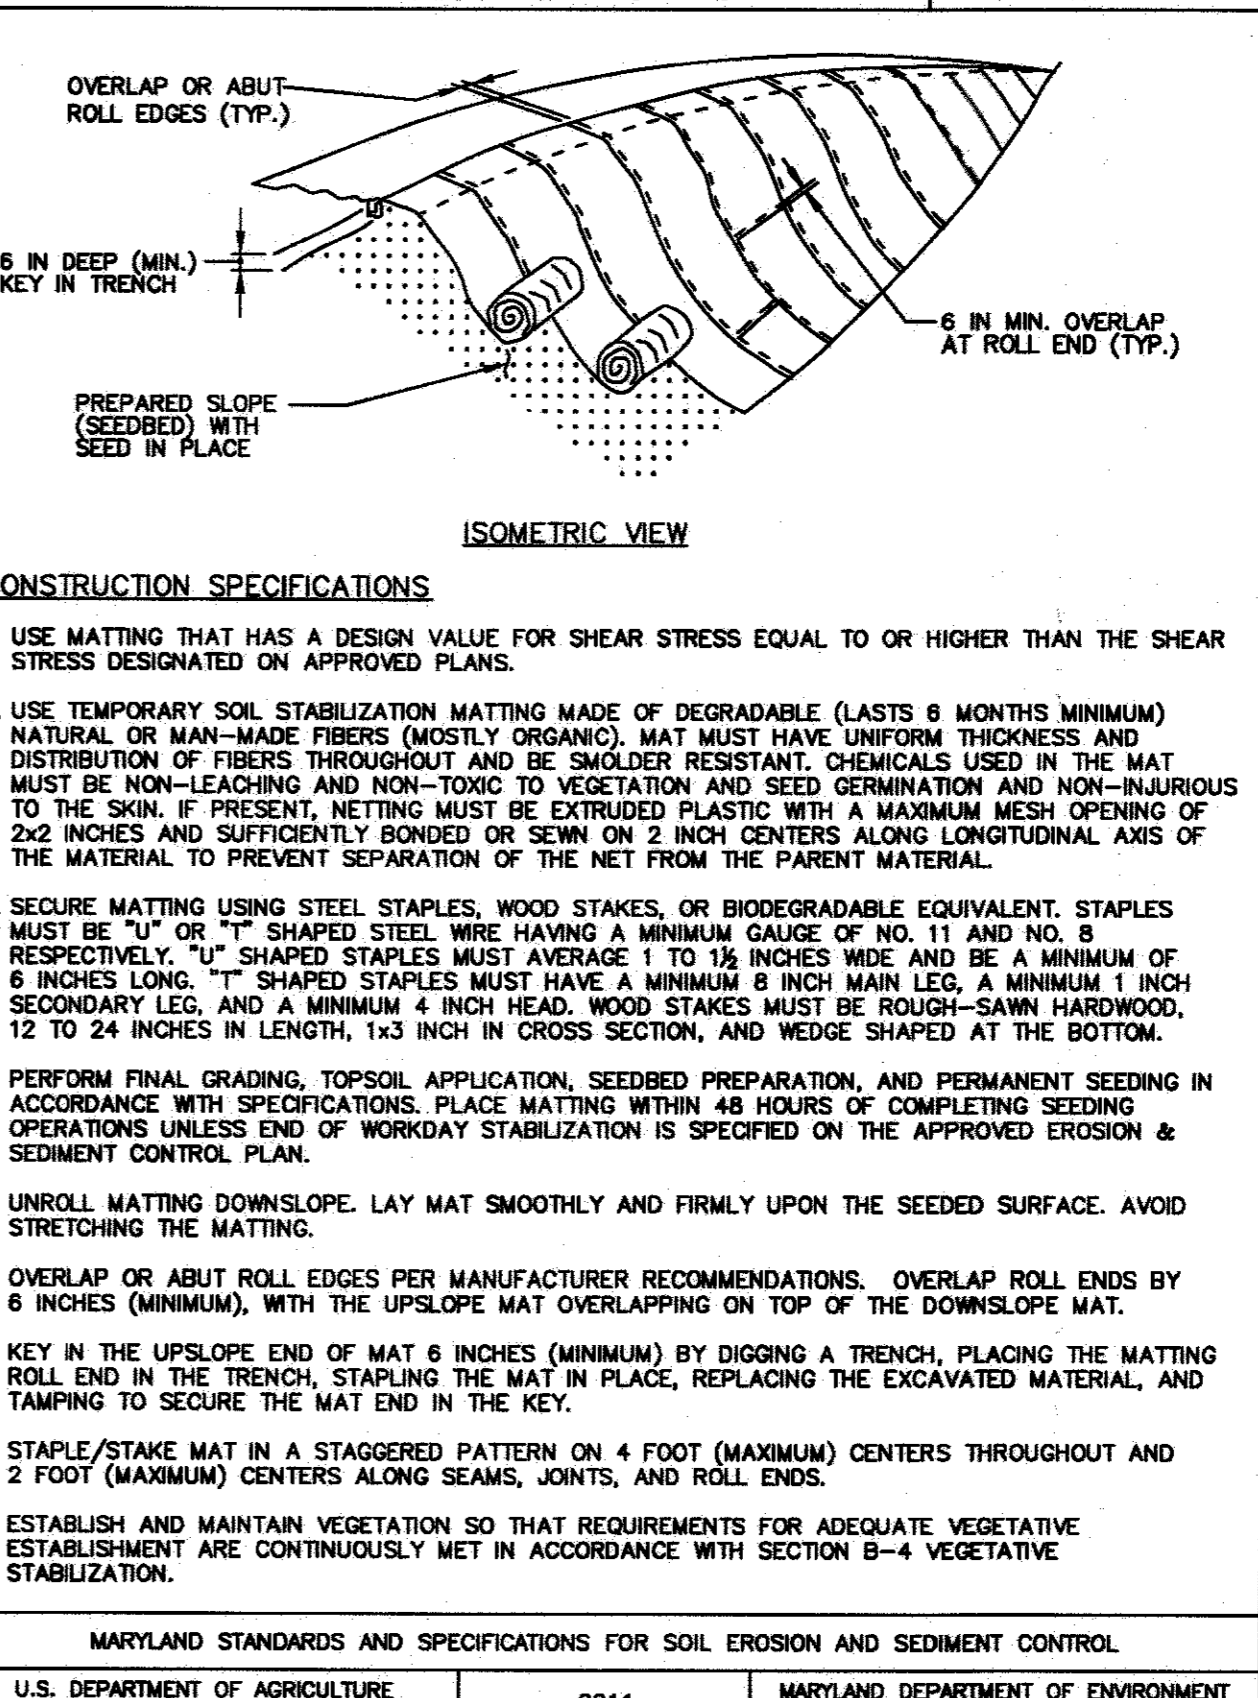 OVERLAP OR ABUT
ROLL EDGES (TYP.)
6 IN DEEP (MIN.)
KEY IN TRENCH
6 IN MIN. OVERLAP
AT ROLL END (TYP.)
PREPARED SLOPE
(SEEDBED) WITH
SEED IN PLACE
ISOMETRIC VIEW
ONSTRUCTION SPECIFICATIONS
USE MATTING THAT HAS A DESIGN VALUE FOR SHEAR STRESS EQUAL TO OR HIGHER THAN THE SHEAR
STRESS DESIGNATED ON APPROVED PLANS.
USE TEMPORARY SOIL STABILIZATION MATTING MADE OF DEGRADABLE (LASTS 6 MONTHS MINIMUM)
NATURAL OR MAN-MADE FIBERS (MOSTLY ORGANIC). MAT MUST HAVE UNIFORM THICKNESS AND
DISTRIBUTION OF FIBERS THROUGHOUT AND BE SMOLDER RESISTANT. CHEMICALS USED IN THE MAT
MUST BE NON-LEACHING AND NON-TOXIC TO VEGETATION AND SEED GERMINATION AND NON-INJURIOUS
TO THE SKIN. IF PRESENT, NETTING MUST BE EXTRUDED PLASTIC WITH A MAXIMUM MESH OPENING OF
2x2 INCHES AND SUFFICIENTLY BONDED OR SEWN ON 2 INCH CENTERS ALONG LONGITUDINAL AXIS OF
THE MATERIAL TO PREVENT SEPARATION OF THE NET FROM THE PARENT MATERIAL.
SECURE MATTING USING STEEL STAPLES, WOOD STAKES, OR BIODEGRADABLE EQUIVALENT. STAPLES
MUST BE "U" OR "T" SHAPED STEEL WIRE HAVING A MINIMUM GAUGE OF NO. 11 AND NO. 8
RESPECTIVELY. "U" SHAPED STAPLES MUST AVERAGE 1 TO 1½ INCHES WIDE AND BE A MINIMUM OF
6 INCHES LONG. "T" SHAPED STAPLES MUST HAVE A MINIMUM 8 INCH MAIN LEG, A MINIMUM 1 INCH
SECONDARY LEG, AND A MINIMUM 4 INCH HEAD. WOOD STAKES MUST BE ROUGH-SAWN HARDWOOD,
12 TO 24 INCHES IN LENGTH, 1x3 INCH IN CROSS SECTION, AND WEDGE SHAPED AT THE BOTTOM.
PERFORM FINAL GRADING, TOPSOIL APPLICATION, SEEDBED PREPARATION, AND PERMANENT SEEDING IN
ACCORDANCE WITH SPECIFICATIONS. PLACE MATTING WITHIN 48 HOURS OF COMPLETING SEEDING
OPERATIONS UNLESS END OF WORKDAY STABILIZATION IS SPECIFIED ON THE APPROVED EROSION &
SEDIMENT CONTROL PLAN.
UNROLL MATTING DOWNSLOPE. LAY MAT SMOOTHLY AND FIRMLY UPON THE SEEDED SURFACE. AVOID
STRETCHING THE MATTING.
OVERLAP OR ABUT ROLL EDGES PER MANUFACTURER RECOMMENDATIONS. OVERLAP ROLL ENDS BY
6 INCHES (MINIMUM), WITH THE UPSLOPE MAT OVERLAPPING ON TOP OF THE DOWNSLOPE MAT.
KEY IN THE UPSLOPE END OF MAT 6 INCHES (MINIMUM) BY DIGGING A TRENCH, PLACING THE MATTING
ROLL END IN THE TRENCH, STAPLING THE MAT IN PLACE, REPLACING THE EXCAVATED MATERIAL, AND
TAMPING TO SECURE THE MAT END IN THE KEY.
STAPLE/STAKE MAT IN A STAGGERED PATTERN ON 4 FOOT (MAXIMUM) CENTERS THROUGHOUT AND
2 FOOT (MAXIMUM) CENTERS ALONG SEAMS, JOINTS, AND ROLL ENDS.
ESTABLISH AND MAINTAIN VEGETATION SO THAT REQUIREMENTS FOR ADEQUATE VEGETATIVE
ESTABLISHMENT ARE CONTINUOUSLY MET IN ACCORDANCE WITH SECTION B-4 VEGETATIVE
STABILIZATION.
MARYLAND STANDARDS AND SPECIFICATIONS FOR SOIL EROSION AND SEDIMENT CONTROL
U.S. DEPARTMENT OF AGRICULTURE
MARYLAND DEPARTMENT OF ENVIRONMENT